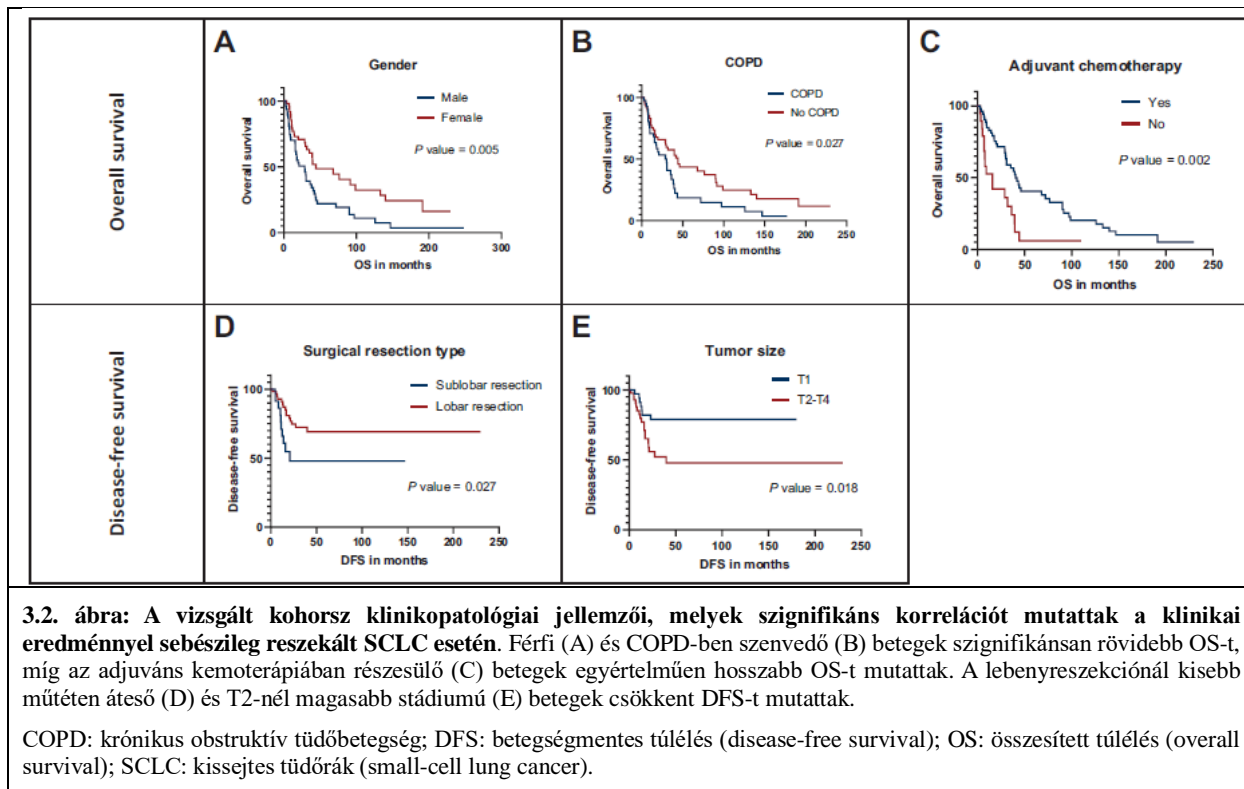 Overall survival
A
Gender
Male
Female
P value = 0.005
Overall survival
100
50
0
0
100
200
300
OS in months
B
COPD
COPD
No COPD
P value = 0.027
Overall survival
100
50
0
0
50
100
150
200
250
OS in months
C
Adjuvant chemotherapy
Yes
No
P value = 0.002
Overall survival
100
50
0
0
50
100
150
200
250
OS in months
Disease-free survival
D
Surgical resection type
Sublobar resection
Lobar resection
P value = 0.027
Disease-free survival
100
50
0
0
50
100
150
200
250
DFS in months
E
Tumor size
T1
T2-T4
P value = 0.018
Disease-free survival
100
50
0
0
50
100
150
200
250
DFS in months
3.2. ábra: A vizsgált kohorsz klinikopatológiai jellemzői, melyek szignifikáns korrelációt mutattak a klinikai
eredménnyel sebészileg reszekált SCLC esetén. Férfi (A) és COPD-ben szenvedő (B) betegek szignifikánsan rövidebb OS-t,
míg az adjuváns kemoterápiában részesülő (C) betegek egyértelműen hosszabb OS-t mutattak. A lebenyreszekciónál kisebb
műtéten áteső (D) és T2-nél magasabb stádiumú (E) betegek csökkent DFS-t mutattak.
COPD: krónikus obstruktív tüdőbetegség; DFS: betegségmentes túlélés (disease-free survival); OS: összesített túlélés (overall
survival); SCLC: kissejtes tüdőrák (small-cell lung cancer).